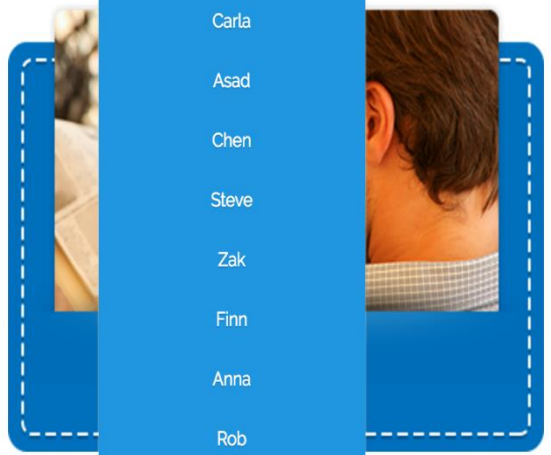 Carla
Asad
Chen
Steve
Zak
Finn
Anna
Rob